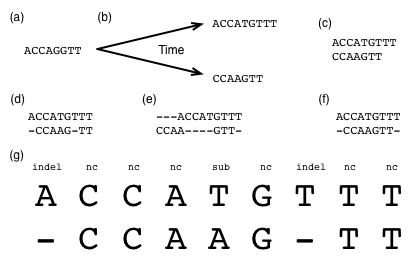 (a)
ACCAGGTT
(b)
Time
ACCATGTTT
CCAAGTT
(c)
ACCATGTTT
CCAAGTT
(d)
ACCATGTTT
-CCAAG-TT
(e)
---ACCATGTTT
CCAA----GTT-
(f)
ACCATGTTT
-CCAAGTT-
(g)
indel nc nc nc sub nc indel nc nc
A C C A T G T T T
- C C A A G - T T